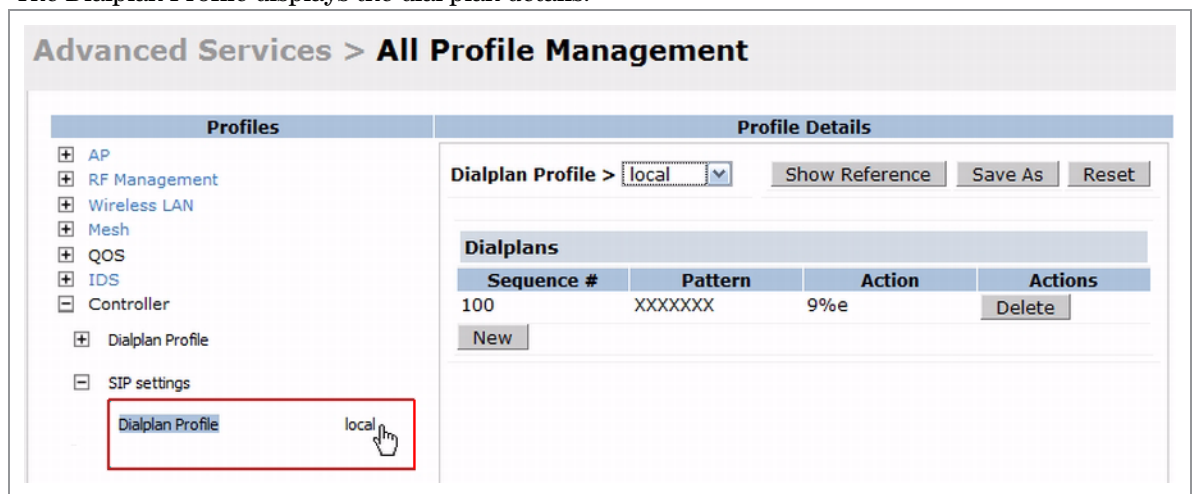 The Dialplan Profile displays the dial plan details.
Advanced Services > All Profile Management
Profiles
Profile Details
AP
RF Management
Wireless LAN
Mesh
QOS
IDS
Controller
Dialplan Profile
SIP settings
Dialplan Profile local
Dialplan Profile > local Show Reference Save As Reset
Dialplans
Sequence # Pattern Action Actions
100 XXXXXXX 9%e Delete
New